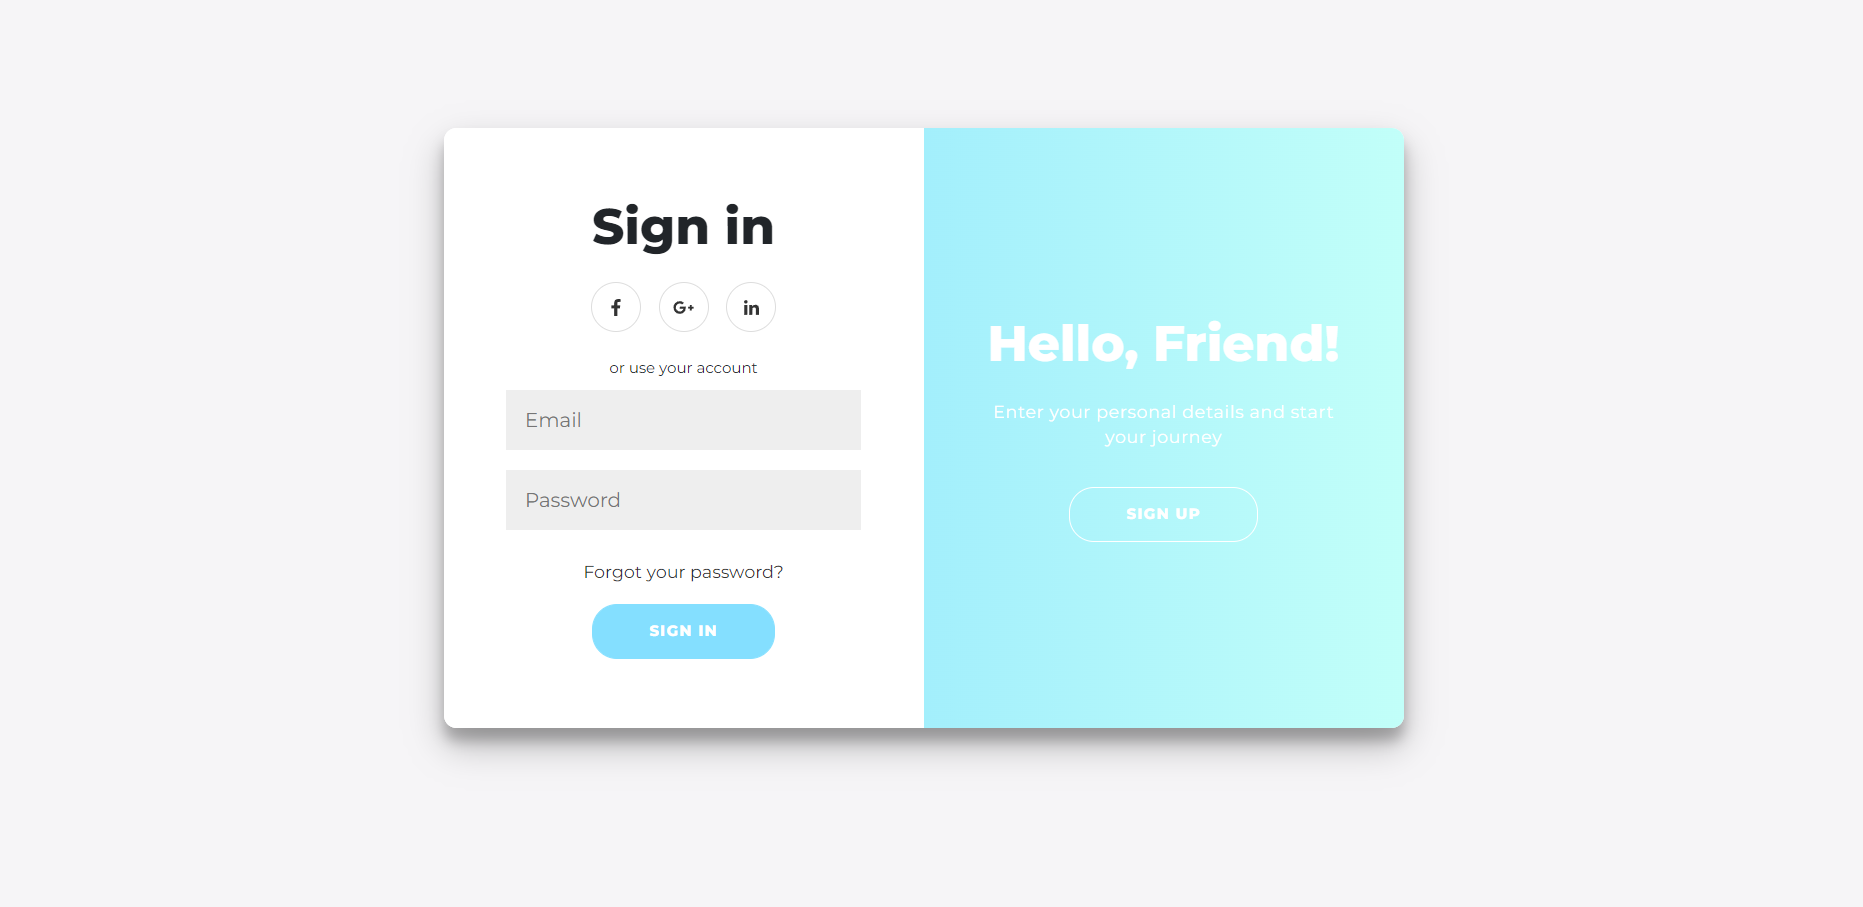 Sign in
f G+ in
or use your account
Email
Password
Forgot your password?
SIGN IN
Hello, Friend!
Enter your personal details and start
your journey
SIGN UP